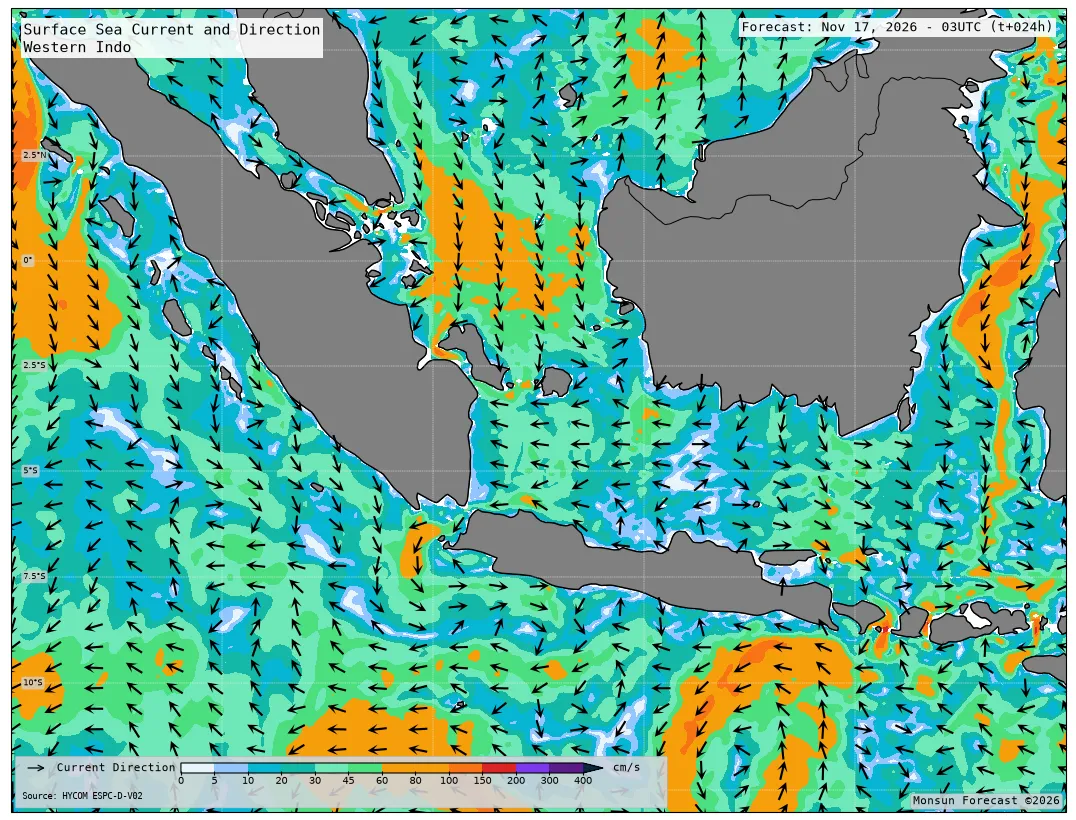 Surface Sea Current and Direction
Western Indo
Forecast: Nov 17, 2026 - 03UTC (t+024h)
2.5°N
0°
2.5°S
5°S
7.5°S
10°S
Current Direction
0 5 10 20 30 45 60 80 100 150 200 300 400
cm/s
Source: HYCOM ESPC-D-V02
Monsun Forecast ©2026